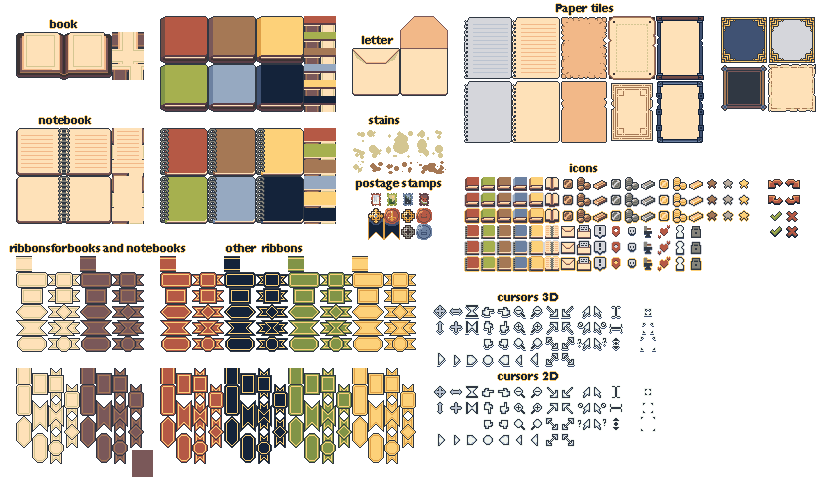 Paper tiles
book
letter
notebook
stains
icons
postage stamps
ribbonsforbooks and notebooks
other ribbons
cursors 3D
cursors 2D